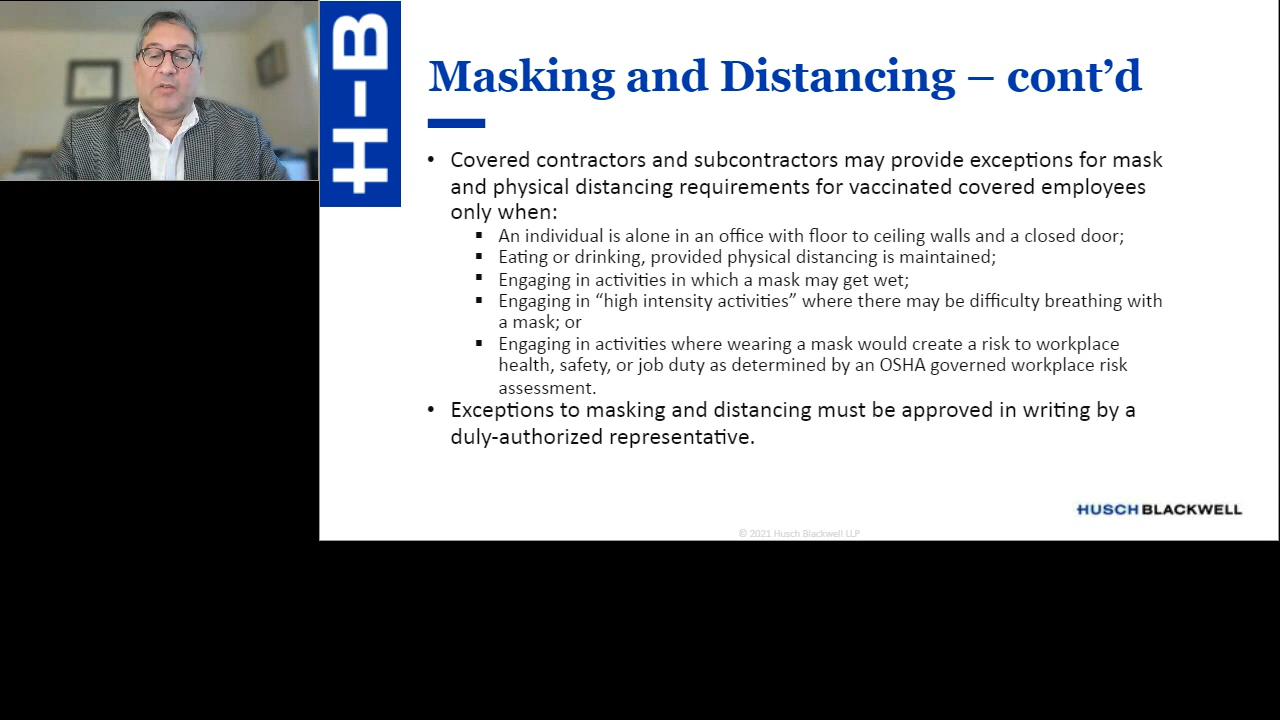 H-B
Masking and Distancing – cont’d
• Covered contractors and subcontractors may provide exceptions for mask
and physical distancing requirements for vaccinated covered employees
only when:
▪ An individual is alone in an office with floor to ceiling walls and a closed door;
▪ Eating or drinking, provided physical distancing is maintained;
▪ Engaging in activities in which a mask may get wet;
▪ Engaging in “high intensity activities” where there may be difficulty breathing with
a mask; or
▪ Engaging in activities where wearing a mask would create a risk to workplace
health, safety, or job duty as determined by an OSHA governed workplace risk
assessment.
• Exceptions to masking and distancing must be approved in writing by a
duly-authorized representative.
HUSCH BLACKWELL
© 2021 Husch Blackwell LLP